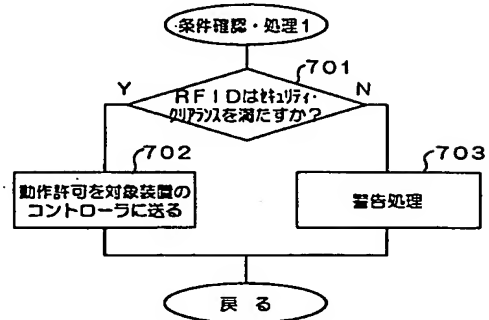 条件確認・処理1
701
Y
N
RFIDはセキュリティ・
クリアランスを満たすか?
702
703
動作許可を対象装置の
コントローラに送る
警告処理
戻る